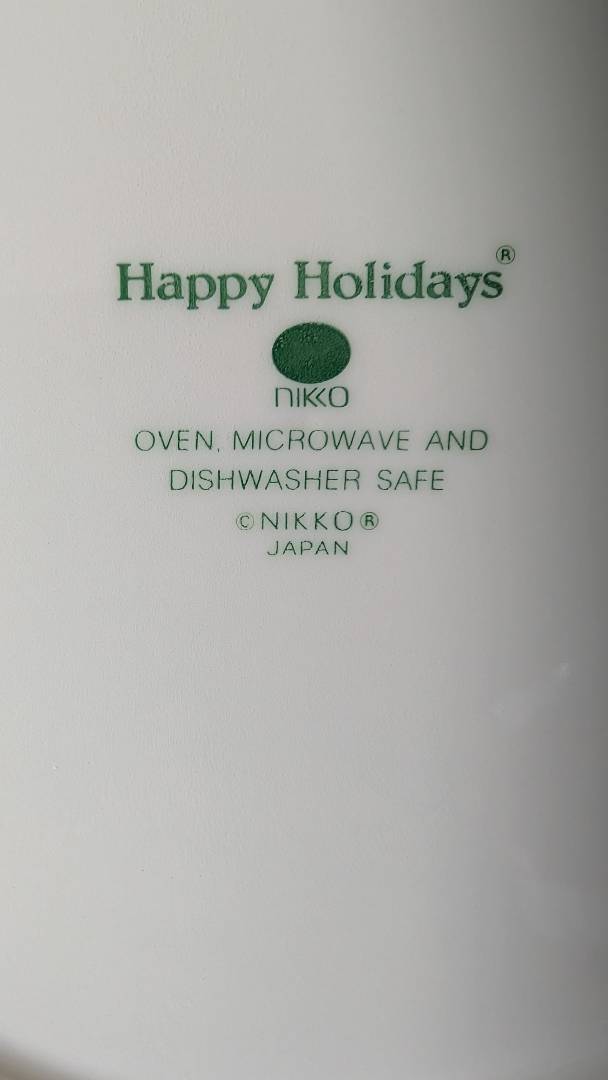 Happy Holidays®
NIKKO
OVEN, MICROWAVE AND
DISHWASHER SAFE
©NIKKO®
JAPAN